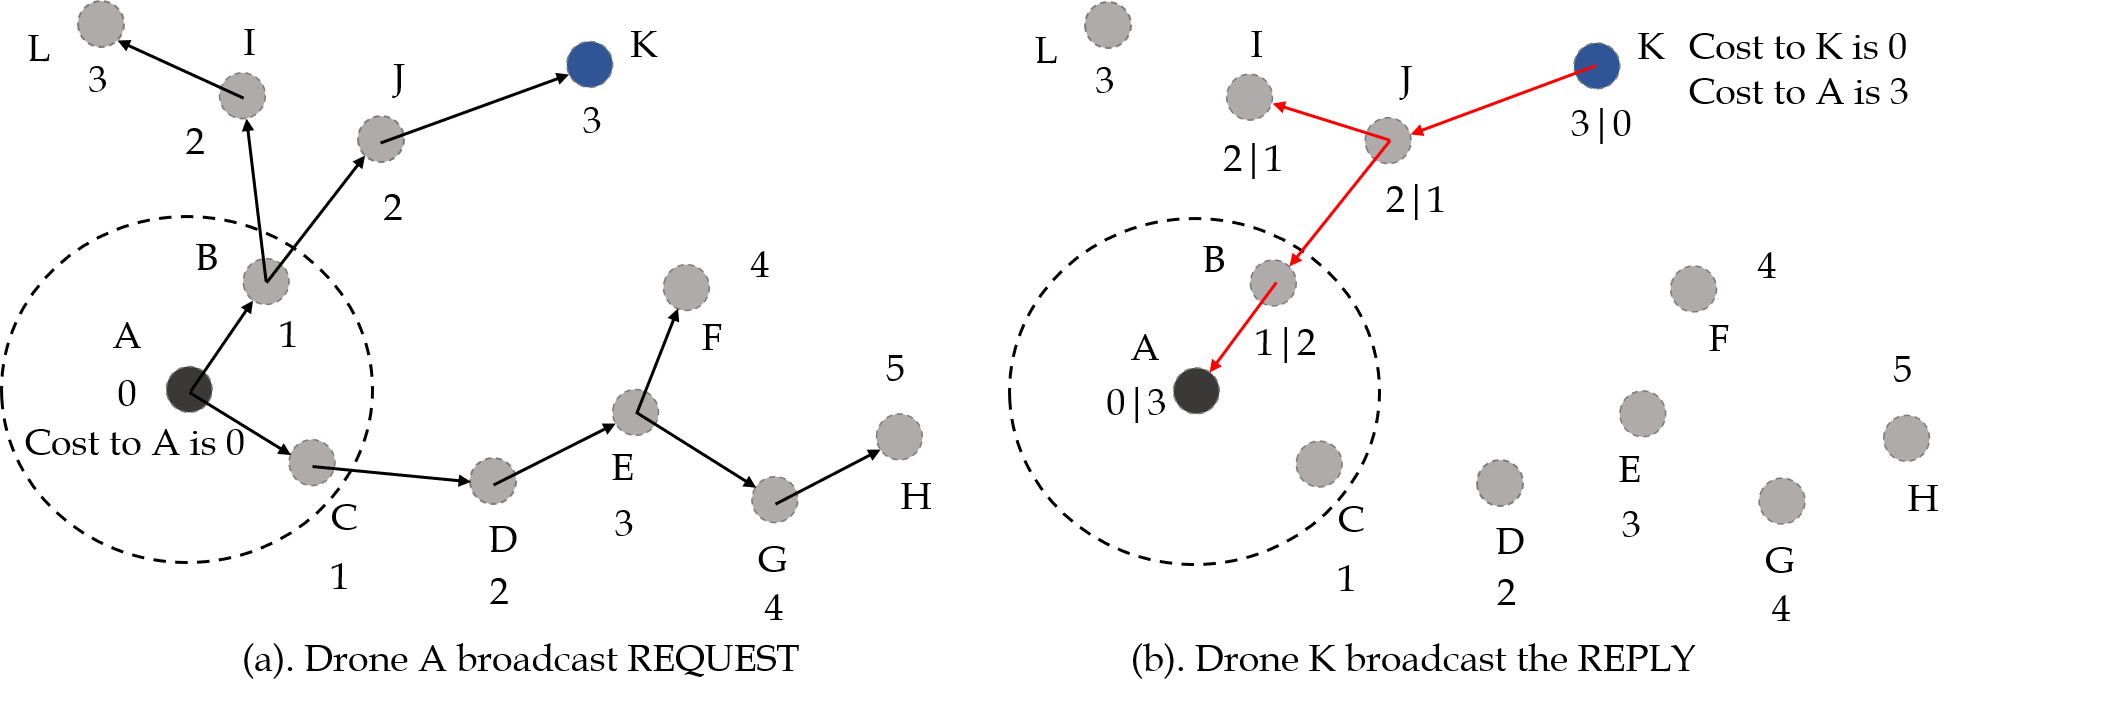 L
3
I
2
J
2
K
3
B
1
A
0
Cost to A is 0
C
1
D
2
E
3
F
4
G
4
5
H
(a). Drone A broadcast REQUEST
L
3
I
2|1
J
2|1
K
3|0
Cost to K is 0
Cost to A is 3
B
1|2
A
0|3
C
1
D
2
E
3
F
4
G
4
5
H
(b). Drone K broadcast the REPLY